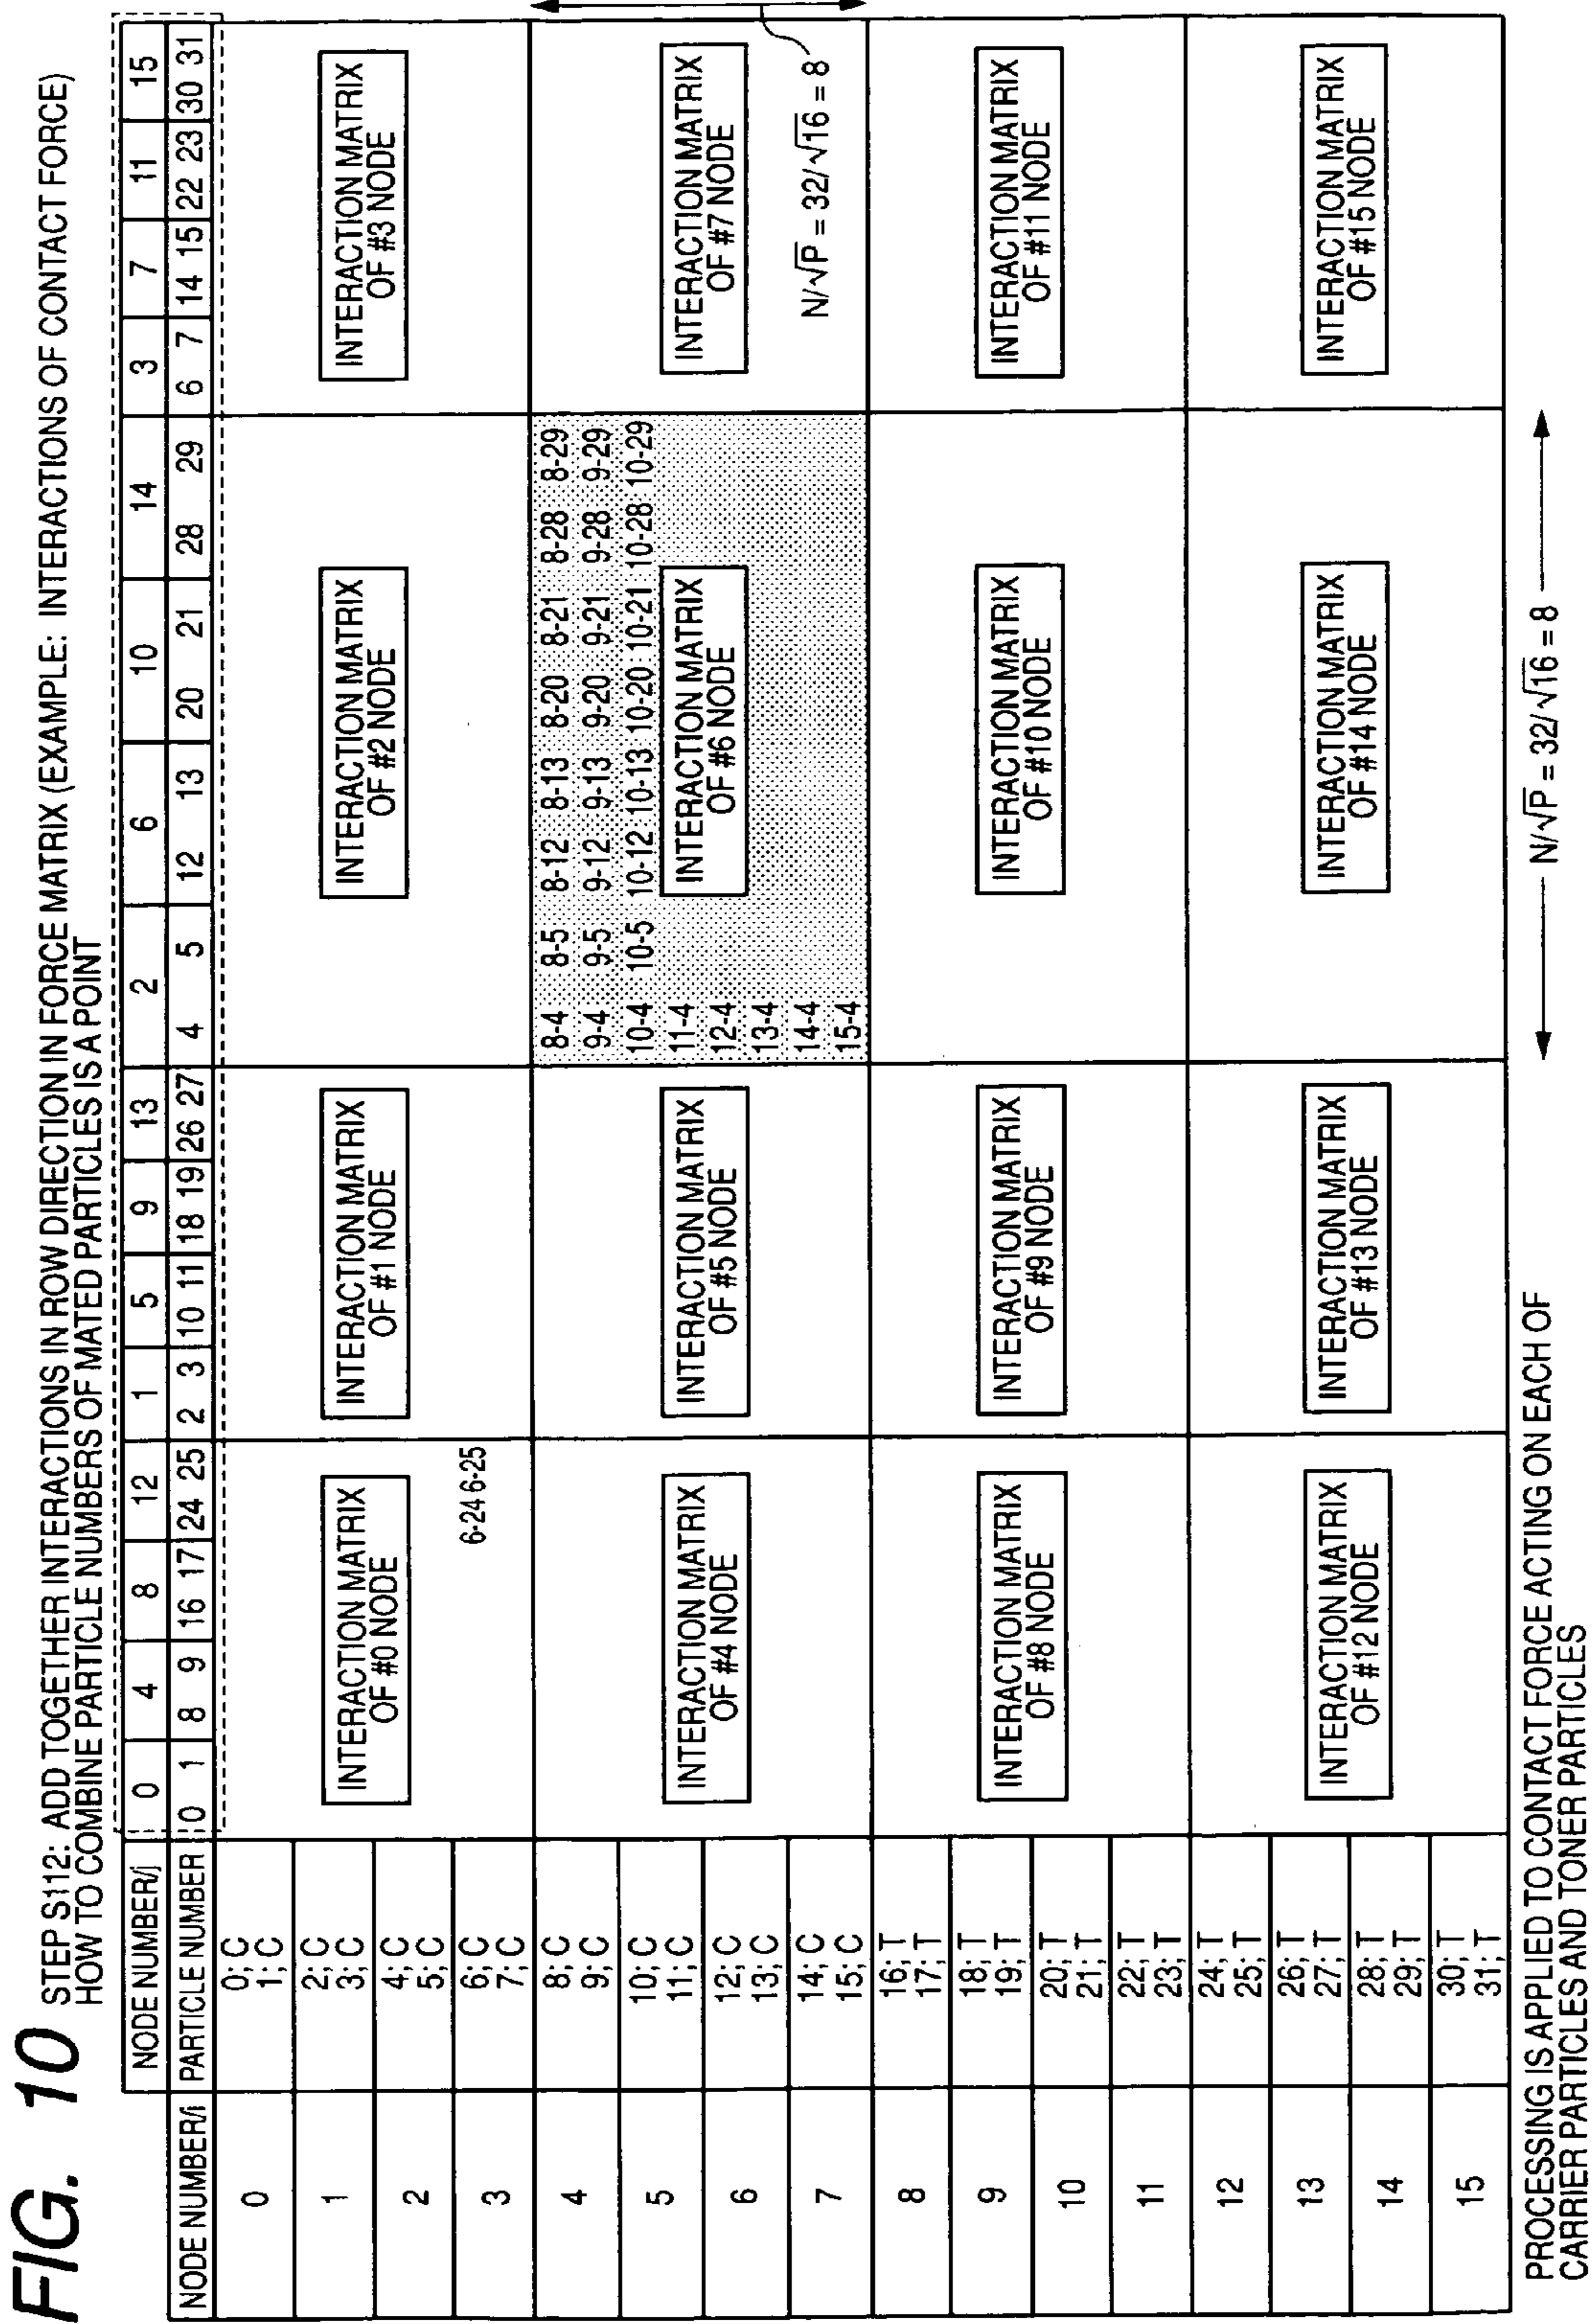 FIG. 10
STEP S112: ADD TOGETHER INTERACTIONS IN ROW DIRECTION IN FORCE MATRIX (EXAMPLE: INTERACTIONS OF CONTACT FORCE)
HOW TO COMBINE PARTICLE NUMBERS OF MATED PARTICLES IS A POINT
NODE NUMBER/j 0 4 8 12 1 5 9 13 2 6 10 14 3 7 11 15
NODE NUMBER/i PARTICLE NUMBER 0 1 8 9 16 17 24 25 2 3 10 11 18 19 26 27 4 5 12 13 20 21 28 29 6 7 14 15 22 23 30 31
0 0; C
1; C
1 2; C
3; C
2 4; C
5; C
3 6; C
7; C
4 8; C
9; C
5 10; C
11; C
6 12; C
13; C
7 14; C
15; C
8 16; T
17; T
9 18; T
19; T
10 20; T
21; T
11 22; T
23; T
12 24; T
25; T
13 26; T
27; T
14 28; T
29; T
15 30; T
31; T
INTERACTION MATRIX
OF #0 NODE
6-24 6-25
INTERACTION MATRIX
OF #1 NODE
INTERACTION MATRIX
OF #2 NODE
INTERACTION MATRIX
OF #3 NODE
INTERACTION MATRIX
OF #4 NODE
INTERACTION MATRIX
OF #5 NODE
8-4 8-5 8-12 8-13 8-20 8-21 8-28 8-29
9-4 9-5 9-12 9-13 9-20 9-21 9-28 9-29
10-4 10-5 10-12 10-13 10-20 10-21 10-28 10-29
11-4
12-4
13-4
14-4
15-4
INTERACTION MATRIX
OF #6 NODE
INTERACTION MATRIX
OF #7 NODE
N/√P = 32/√16 = 8
INTERACTION MATRIX
OF #8 NODE
INTERACTION MATRIX
OF #9 NODE
INTERACTION MATRIX
OF #10 NODE
INTERACTION MATRIX
OF #11 NODE
INTERACTION MATRIX
OF #12 NODE
INTERACTION MATRIX
OF #13 NODE
INTERACTION MATRIX
OF #14 NODE
INTERACTION MATRIX
OF #15 NODE
N/√P = 32/√16 = 8
PROCESSING IS APPLIED TO CONTACT FORCE ACTING ON EACH OF
CARRIER PARTICLES AND TONER PARTICLES